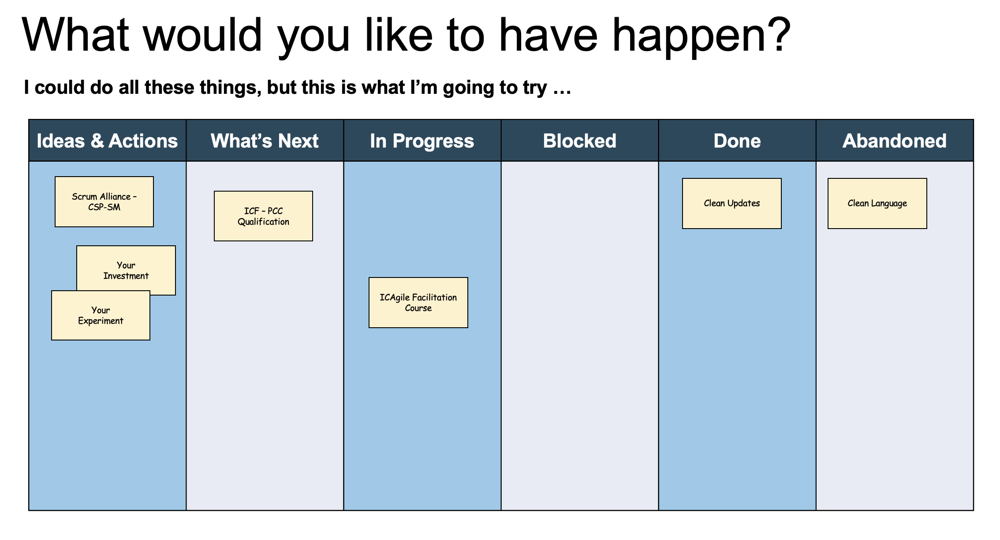 What would you like to have happen?
I could do all these things, but this is what I’m going to try …
Ideas & Actions
What’s Next
In Progress
Blocked
Done
Abandoned
Scrum Alliance –
CSP-SM
Your
Investment
Your
Experiment
ICF – PCC
Qualification
ICAgile Facilitation
Course
Clean Updates
Clean Language